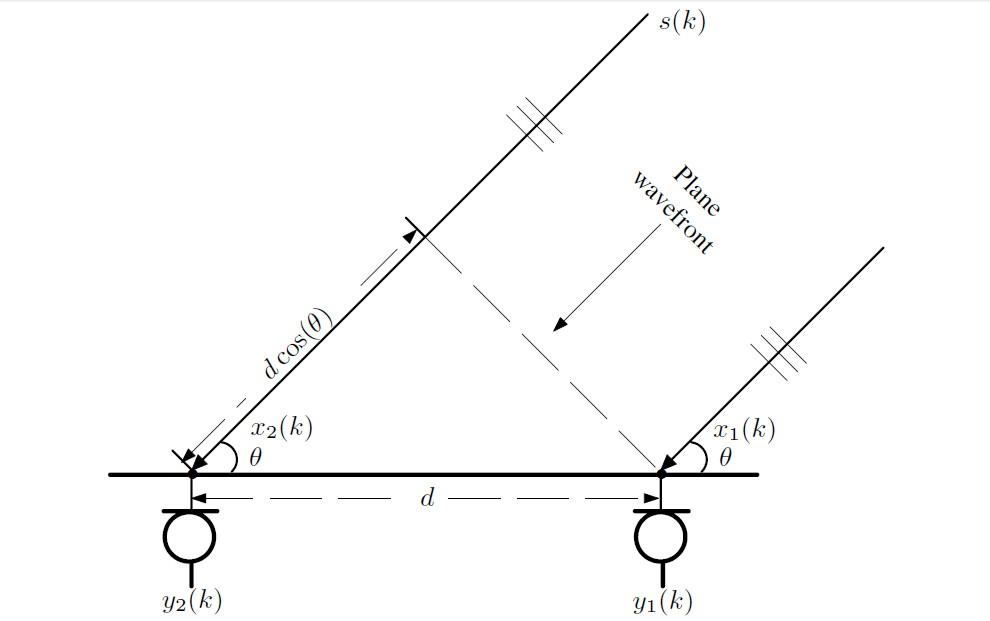 s(k)
Plane
wavefront
d cos(θ)
x₂(k)
x₁(k)
θ
θ
d
y₂(k)
y₁(k)